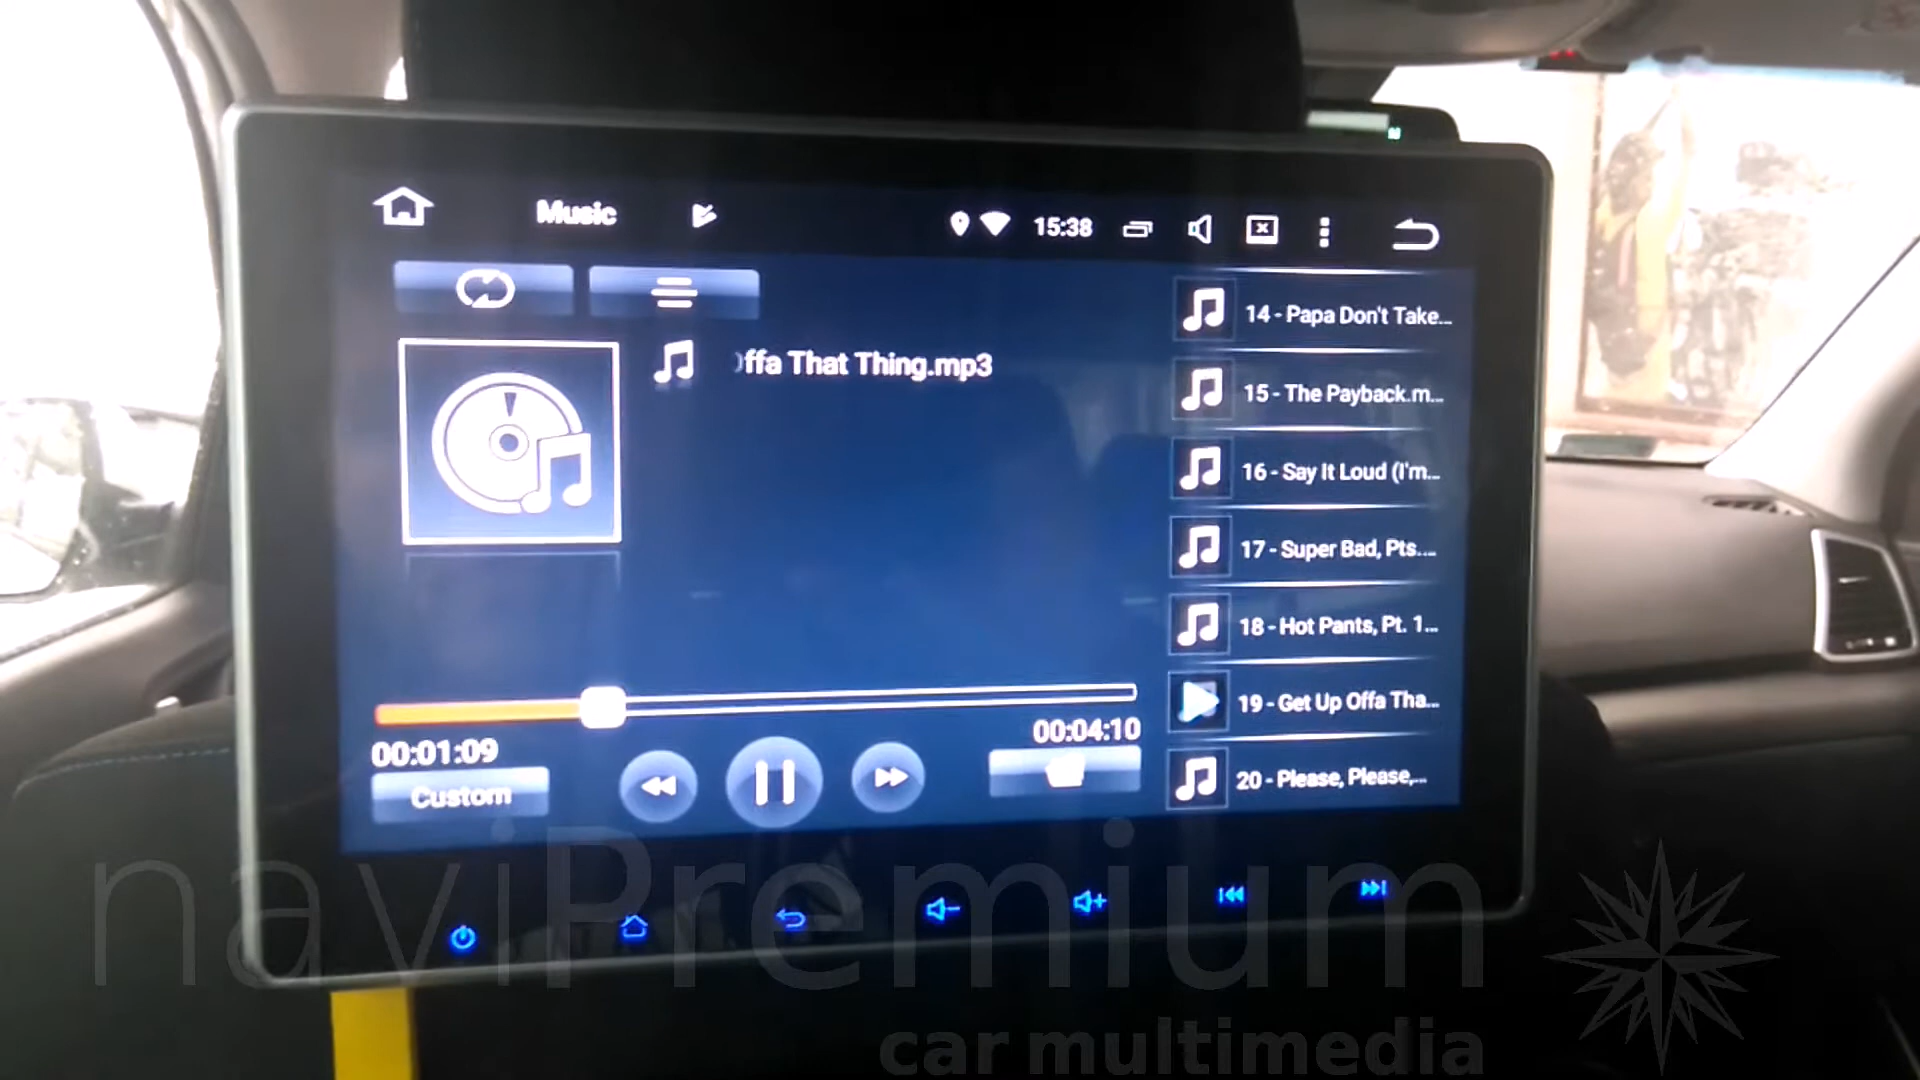 Music
15:38
Offa That Thing.mp3
14 - Papa Don't Take...
15 - The Payback.m...
16 - Say It Loud (I'm...
17 - Super Bad, Pts....
18 - Hot Pants, Pt. 1...
19 - Get Up Offa Tha...
20 - Please, Please,...
00:01:09
00:04:10
Custom
naviPremium
car multimedia